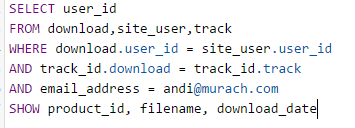 SELECT user_id
FROM download,site_user,track
WHERE download.user_id = site_user.user_id
AND track_id.download = track_id.track
AND email_address = andi@murach.com
SHOW product_id, filename, download_date